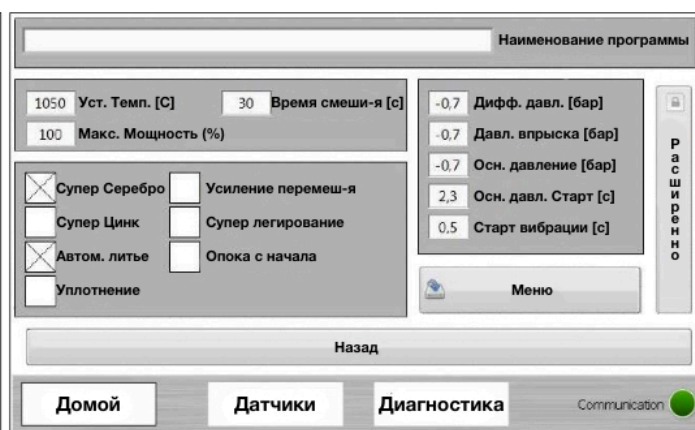 Наименование программы
1050 Уст. Темп. [С] 30 Время смеши-я [с]
100 Макс. Мощность (%)
Супер Серебро Усиление перемеш-я
Супер Цинк Супер легирование
Автом. литье Опока с начала
Уплотнение
-0,7 Дифф. давл. [бар]
-0,7 Давл. впрыска [бар]
-0,7 Осн. давление [бар]
2,3 Осн. давл. Старт [с]
0,5 Старт вибрации [с]
Расширенно
Меню
Назад
Домой Датчики Диагностика Communication